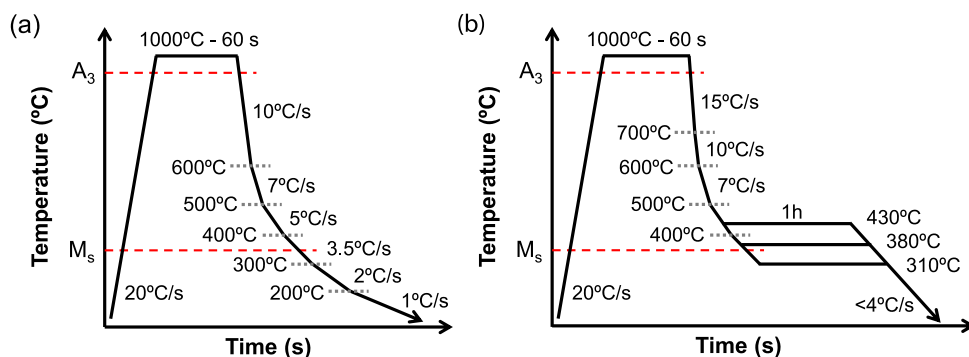 (a)
1000ºC - 60 s
A3
10ºC/s
600ºC
7ºC/s
500ºC
5ºC/s
400ºC
Ms
3.5ºC/s
300ºC
2ºC/s
200ºC
20ºC/s
1ºC/s
Temperature (ºC)
Time (s)
(b)
1000ºC - 60 s
A3
15ºC/s
700ºC
10ºC/s
600ºC
7ºC/s
500ºC
1h
430ºC
400ºC
380ºC
Ms
310ºC
20ºC/s
<4ºC/s
Temperature (ºC)
Time (s)